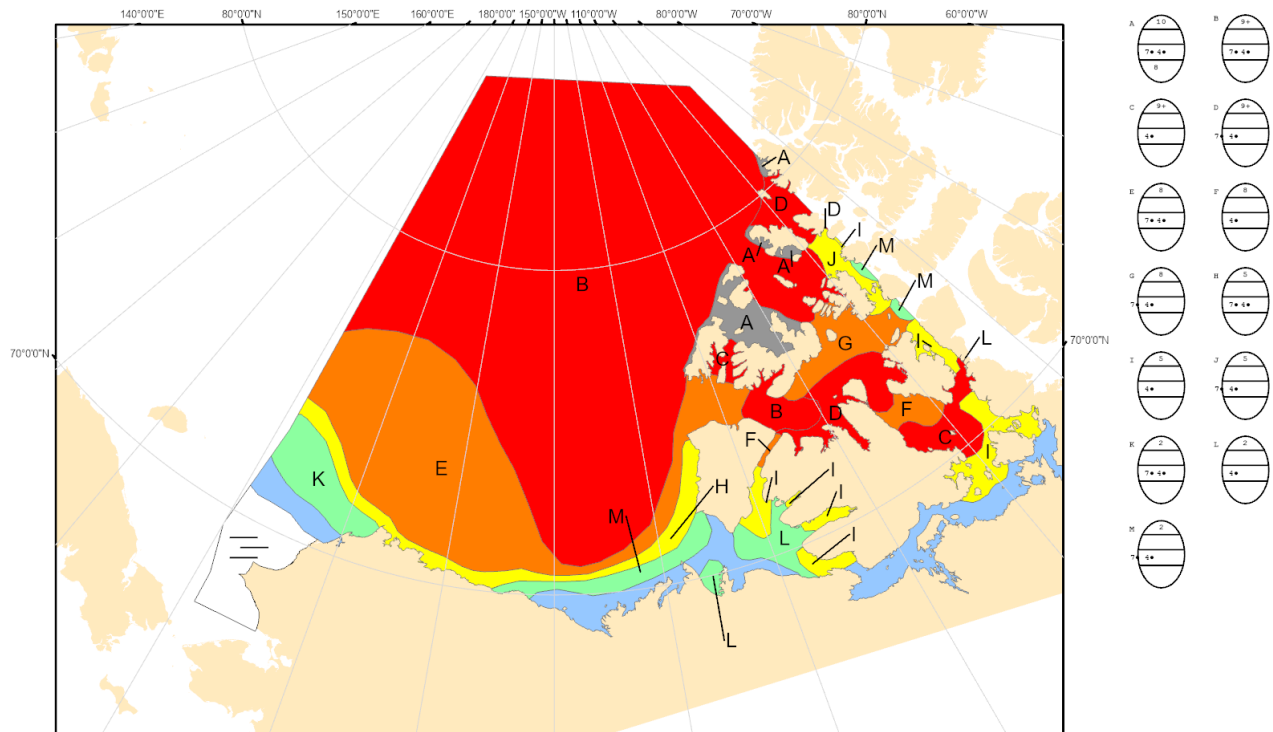 140°0'0"E 80°0'0"N 150°0'0"E 160°0'0"E 180°0'0" 150°0'0"W 110°0'0"W 80°0'0"W 70°0'0"W 80°0'0"N 60°0'0"W
A 10 B 9+
7• 4• 7• 4•
8
C 9+ D 9+
4• 7• 4•
A
E 8 F 8
7• 4• 4•
D
D
I
M
A
A
J
G 8 H 5
7• 4• 7• 4•
M
B
A
70°0'0"N
L
70°0'0"N
I
G
C
I 5 J 5
4• 7• 4•
B
D
F
C
F
I
E
K
I
I
H
I
K 2 L 2
7• 4• 4•
M
I
L
M 2
7• 4•
L